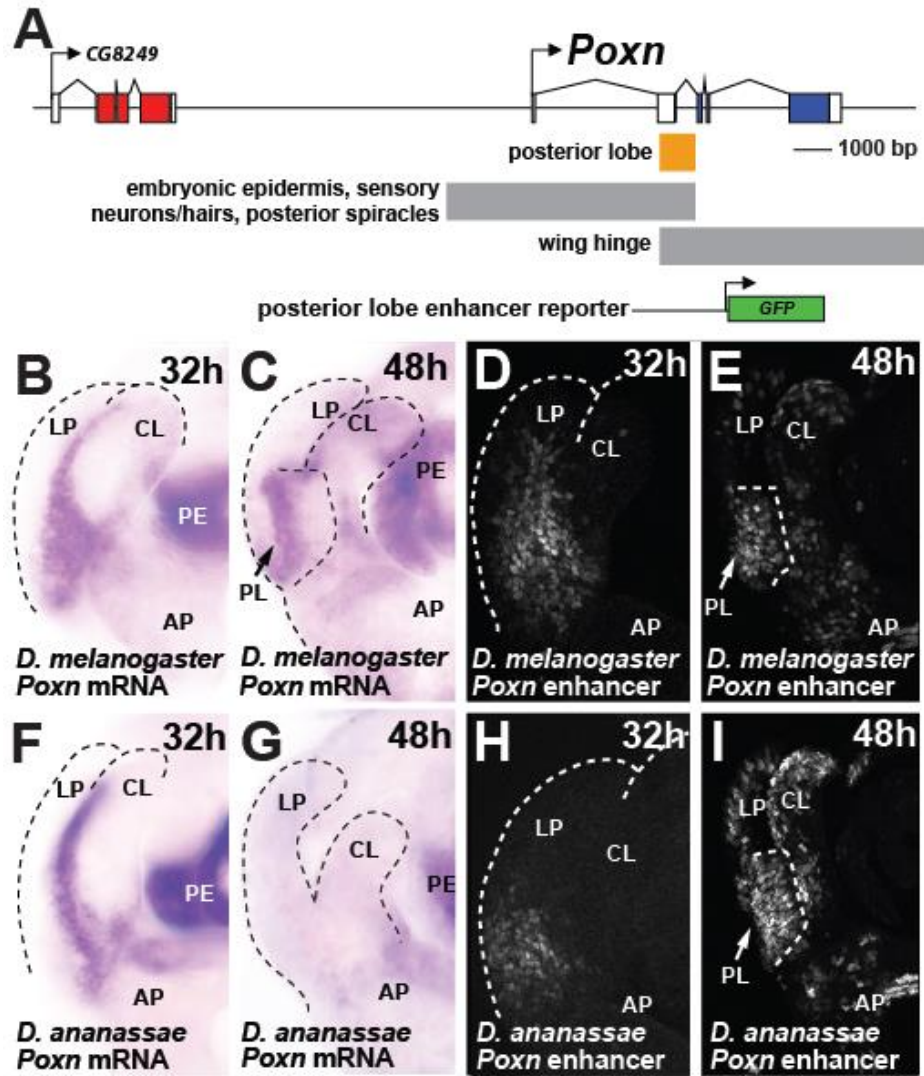 A
CG8249
Poxn
posterior lobe
1000 bp
embryonic epidermis, sensory
neurons/hairs, posterior spiracles
wing hinge
posterior lobe enhancer reporter
GFP
B
32h
LP
CL
PE
AP
D. melanogaster
Poxn mRNA
C
48h
LP
CL
PE
PL
AP
D. melanogaster
Poxn mRNA
D
32h
LP
CL
AP
D. melanogaster
Poxn enhancer
E
48h
LP
CL
PL
AP
D. melanogaster
Poxn enhancer
F
32h
LP
CL
PE
AP
D. ananassae
Poxn mRNA
G
48h
LP
CL
PE
AP
D. ananassae
Poxn mRNA
H
32h
LP
CL
AP
D. ananassae
Poxn enhancer
I
48h
LP
CL
PL
AP
D. ananassae
Poxn enhancer